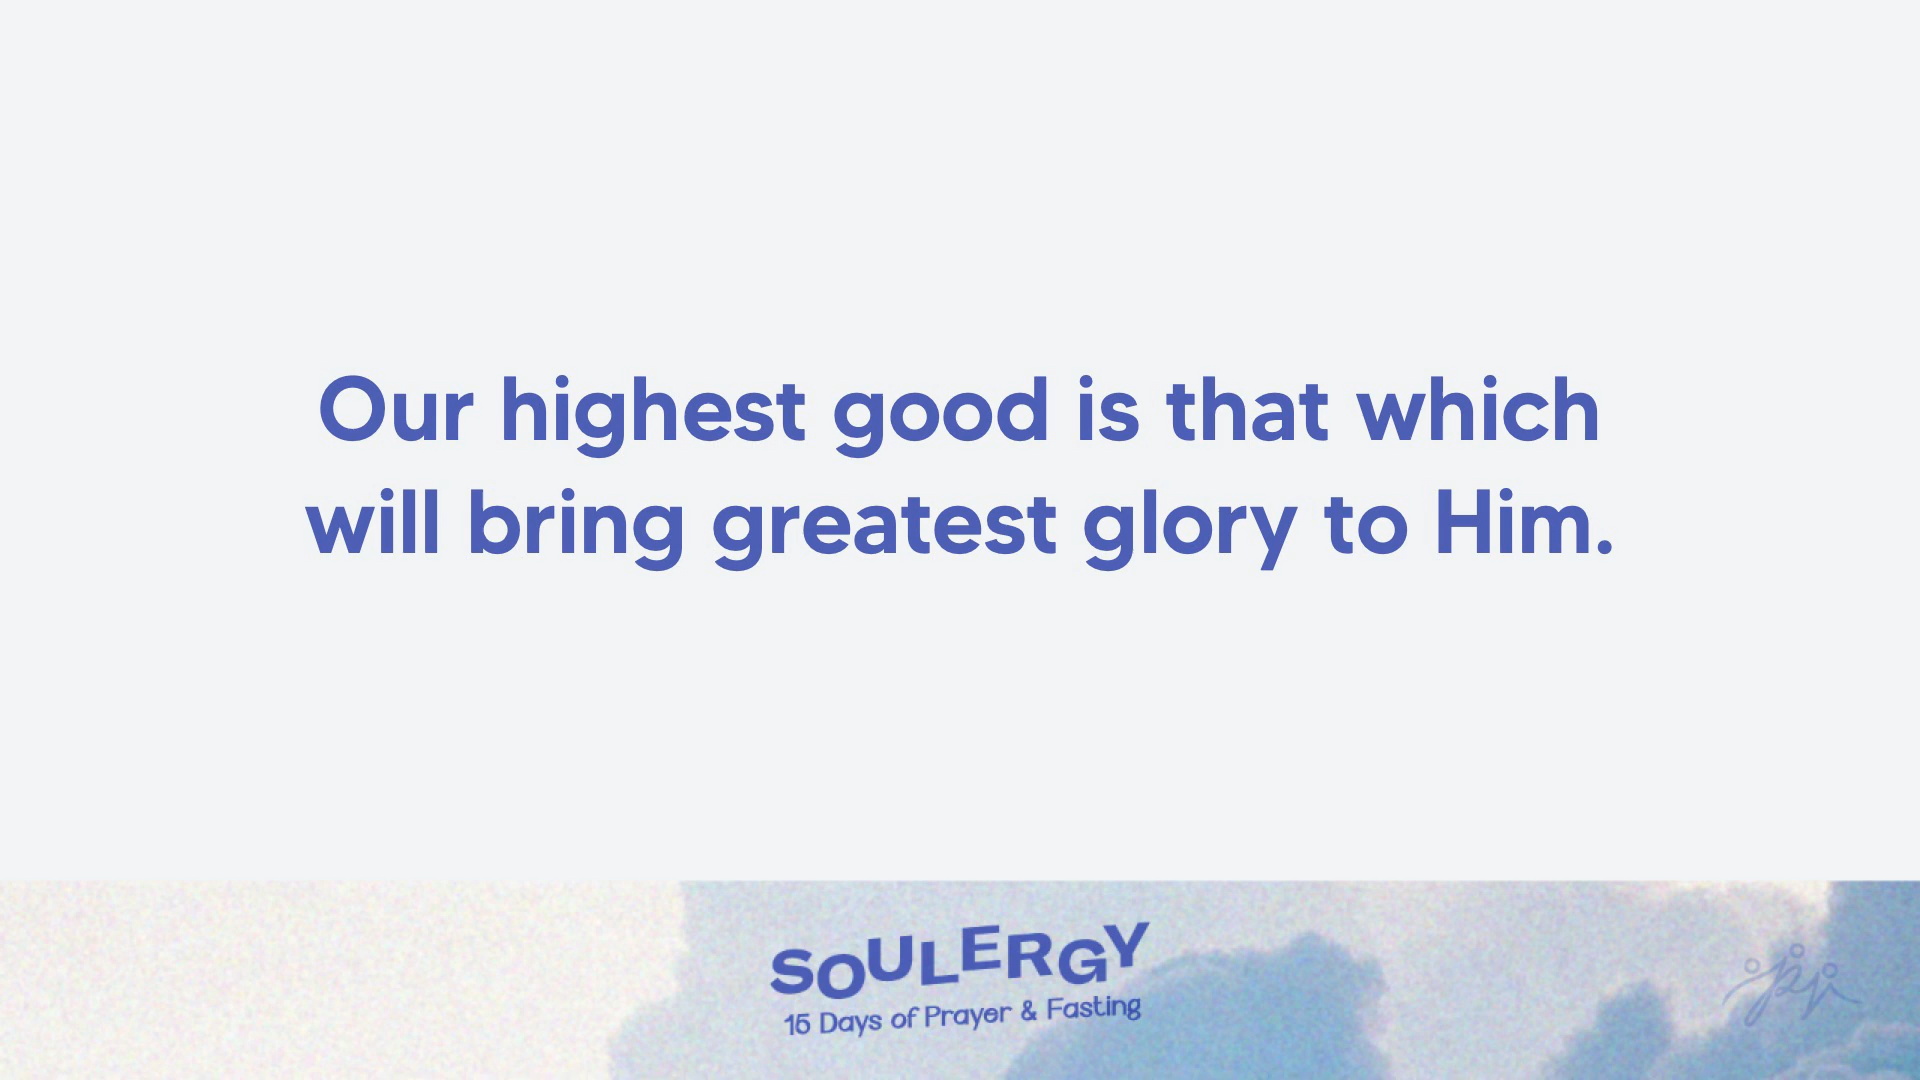 Our highest good is that which
will bring greatest glory to Him.
SOULERGY
15 Days of Prayer & Fasting